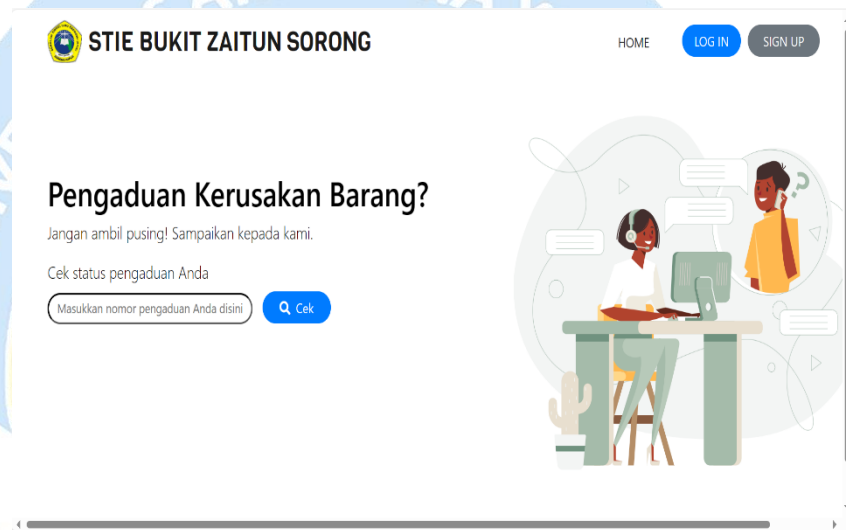 STIE BUKIT ZAITUN SORONG
HOME
LOG IN
SIGN UP
Pengaduan Kerusakan Barang?
Jangan ambil pusing! Sampaikan kepada kami.
Cek status pengaduan Anda
Masukkan nomor pengaduan Anda disini
Cek